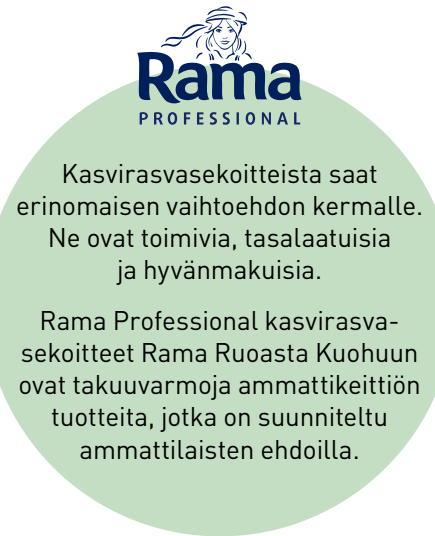 Rama
PROFESSIONAL
Kasvirasvasekoitteista saat
erinomaisen vaihtoehdon kermalle.
Ne ovat toimivia, tasalaatuisia
ja hyvänmakuisia.
Rama Professional kasvirasva-
sekoitteet Rama Ruoasta Kuohuun
ovat takuuvarmoja ammattikeittiön
tuotteita, jotka on suunniteltu
ammattilaisten ehdoilla.